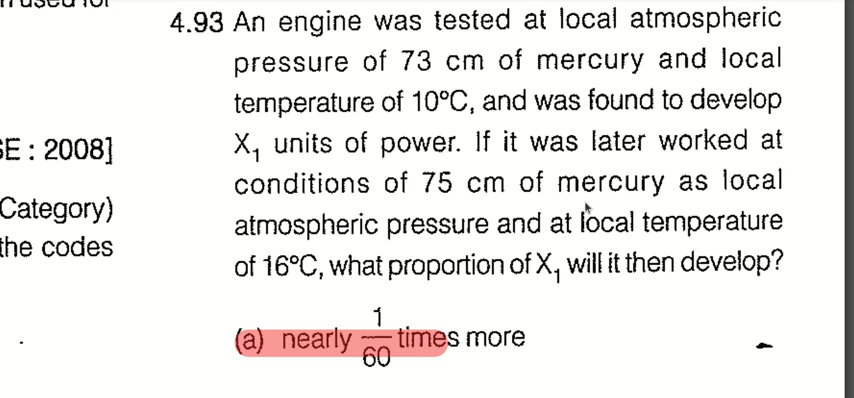 4.93 An engine was tested at local atmospheric
pressure of 73 cm of mercury and local
temperature of 10°C, and was found to develop
X₁ units of power. If it was later worked at
conditions of 75 cm of mercury as local
atmospheric pressure and at local temperature
of 16°C, what proportion of X₁ will it then develop?
(a) nearly 1/60 times more
SE : 2008]
Category)
the codes